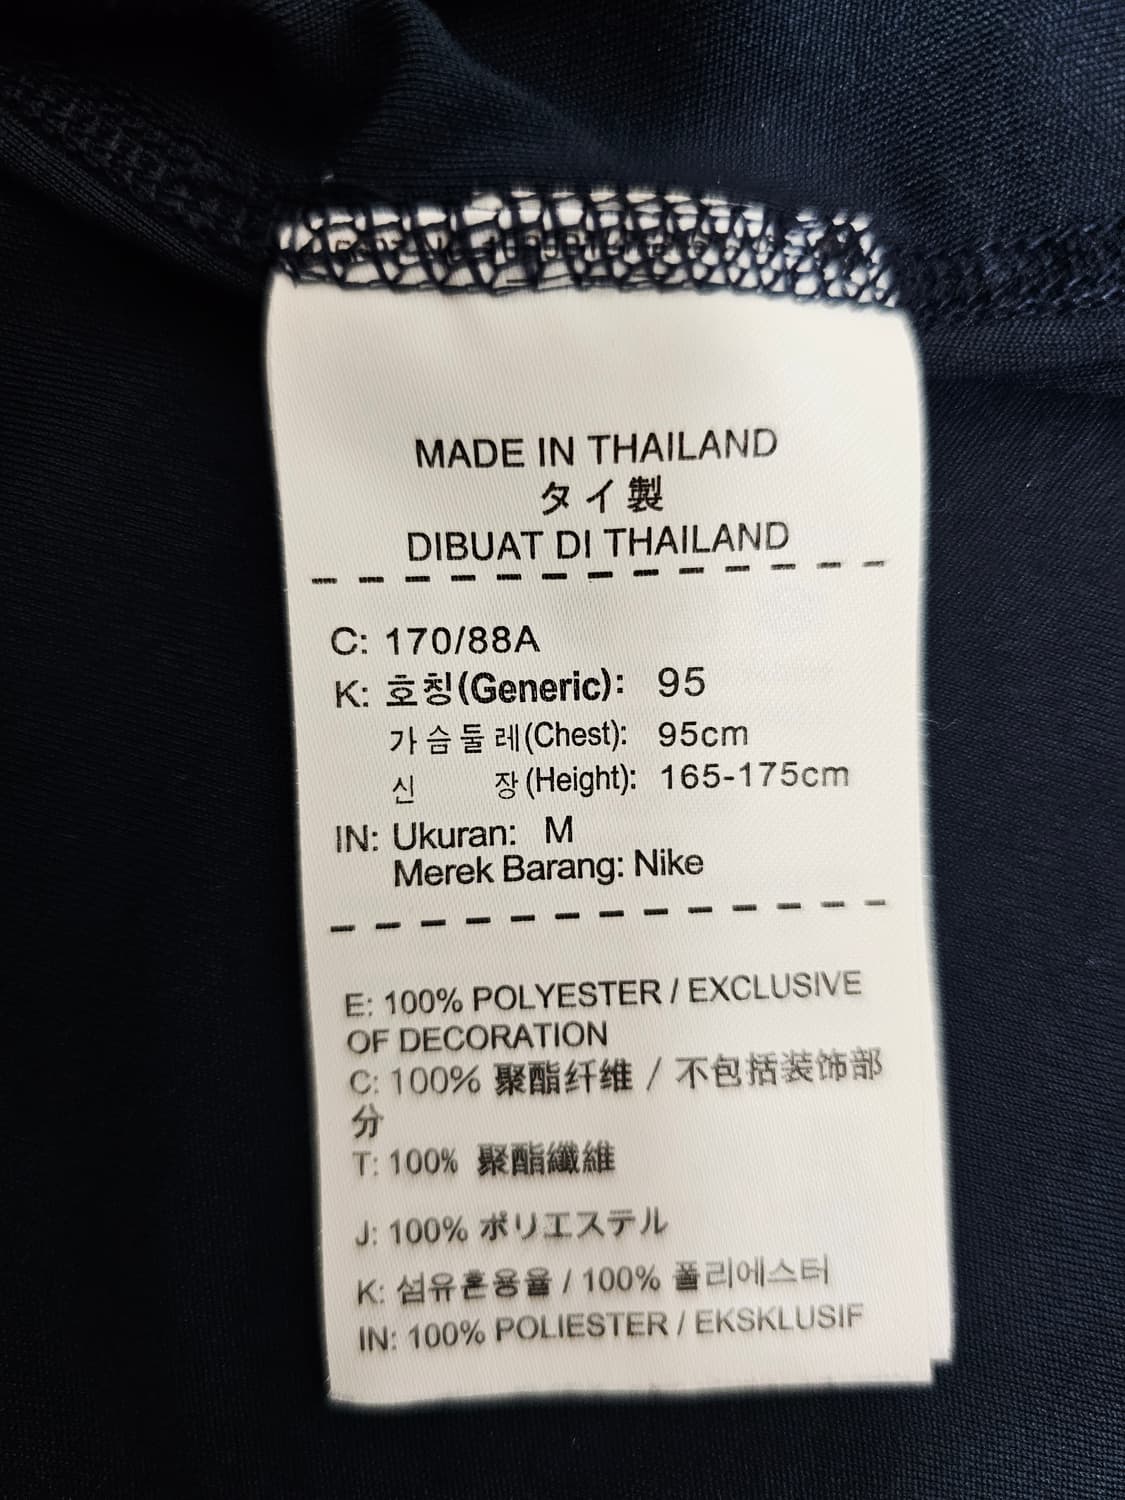 MADE IN THAILAND
タイ製
DIBUAT DI THAILAND
C: 170/88A
K: 호칭(Generic): 95
가슴둘레(Chest): 95cm
신 장(Height): 165-175cm
IN: Ukuran: M
Merek Barang: Nike
E: 100% POLYESTER / EXCLUSIVE
OF DECORATION
C: 100% 聚酯纤维 / 不包括装饰部
分
T: 100% 聚酯纖維
J: 100% ポリエステル
K: 섬유혼용율 / 100% 폴리에스터
IN: 100% POLIESTER / EKSKLUSIF